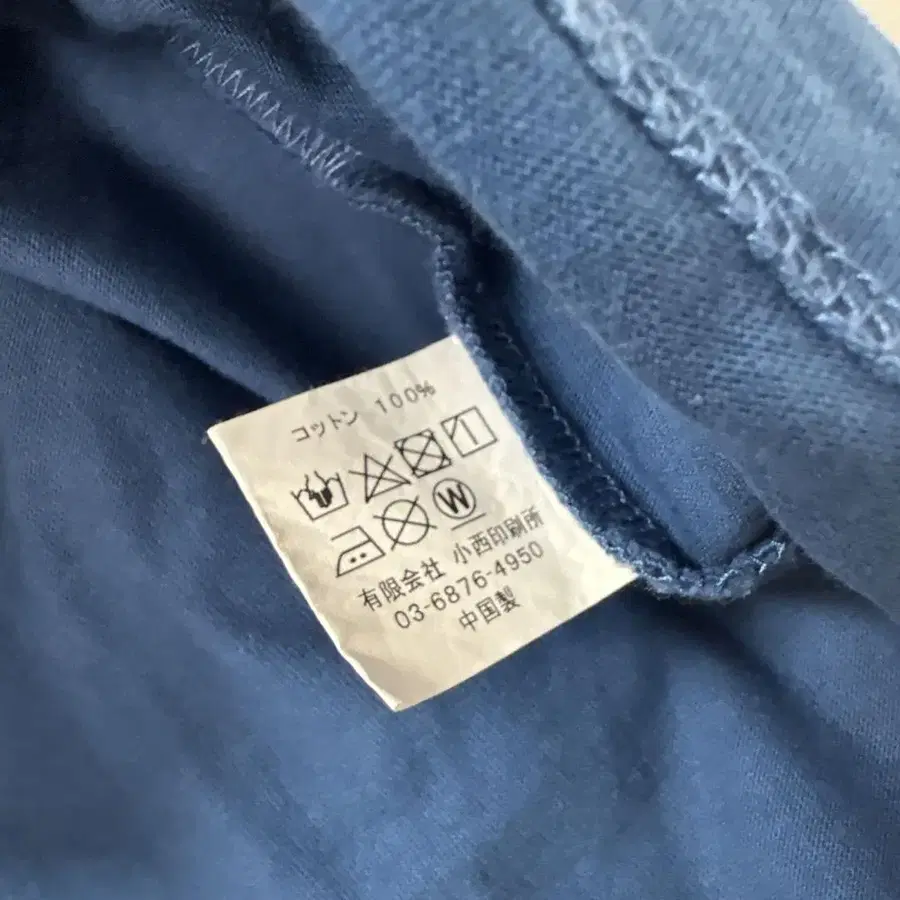 コットン 100%
W
有限会社 小西印刷所
03-6876-4950
中国製